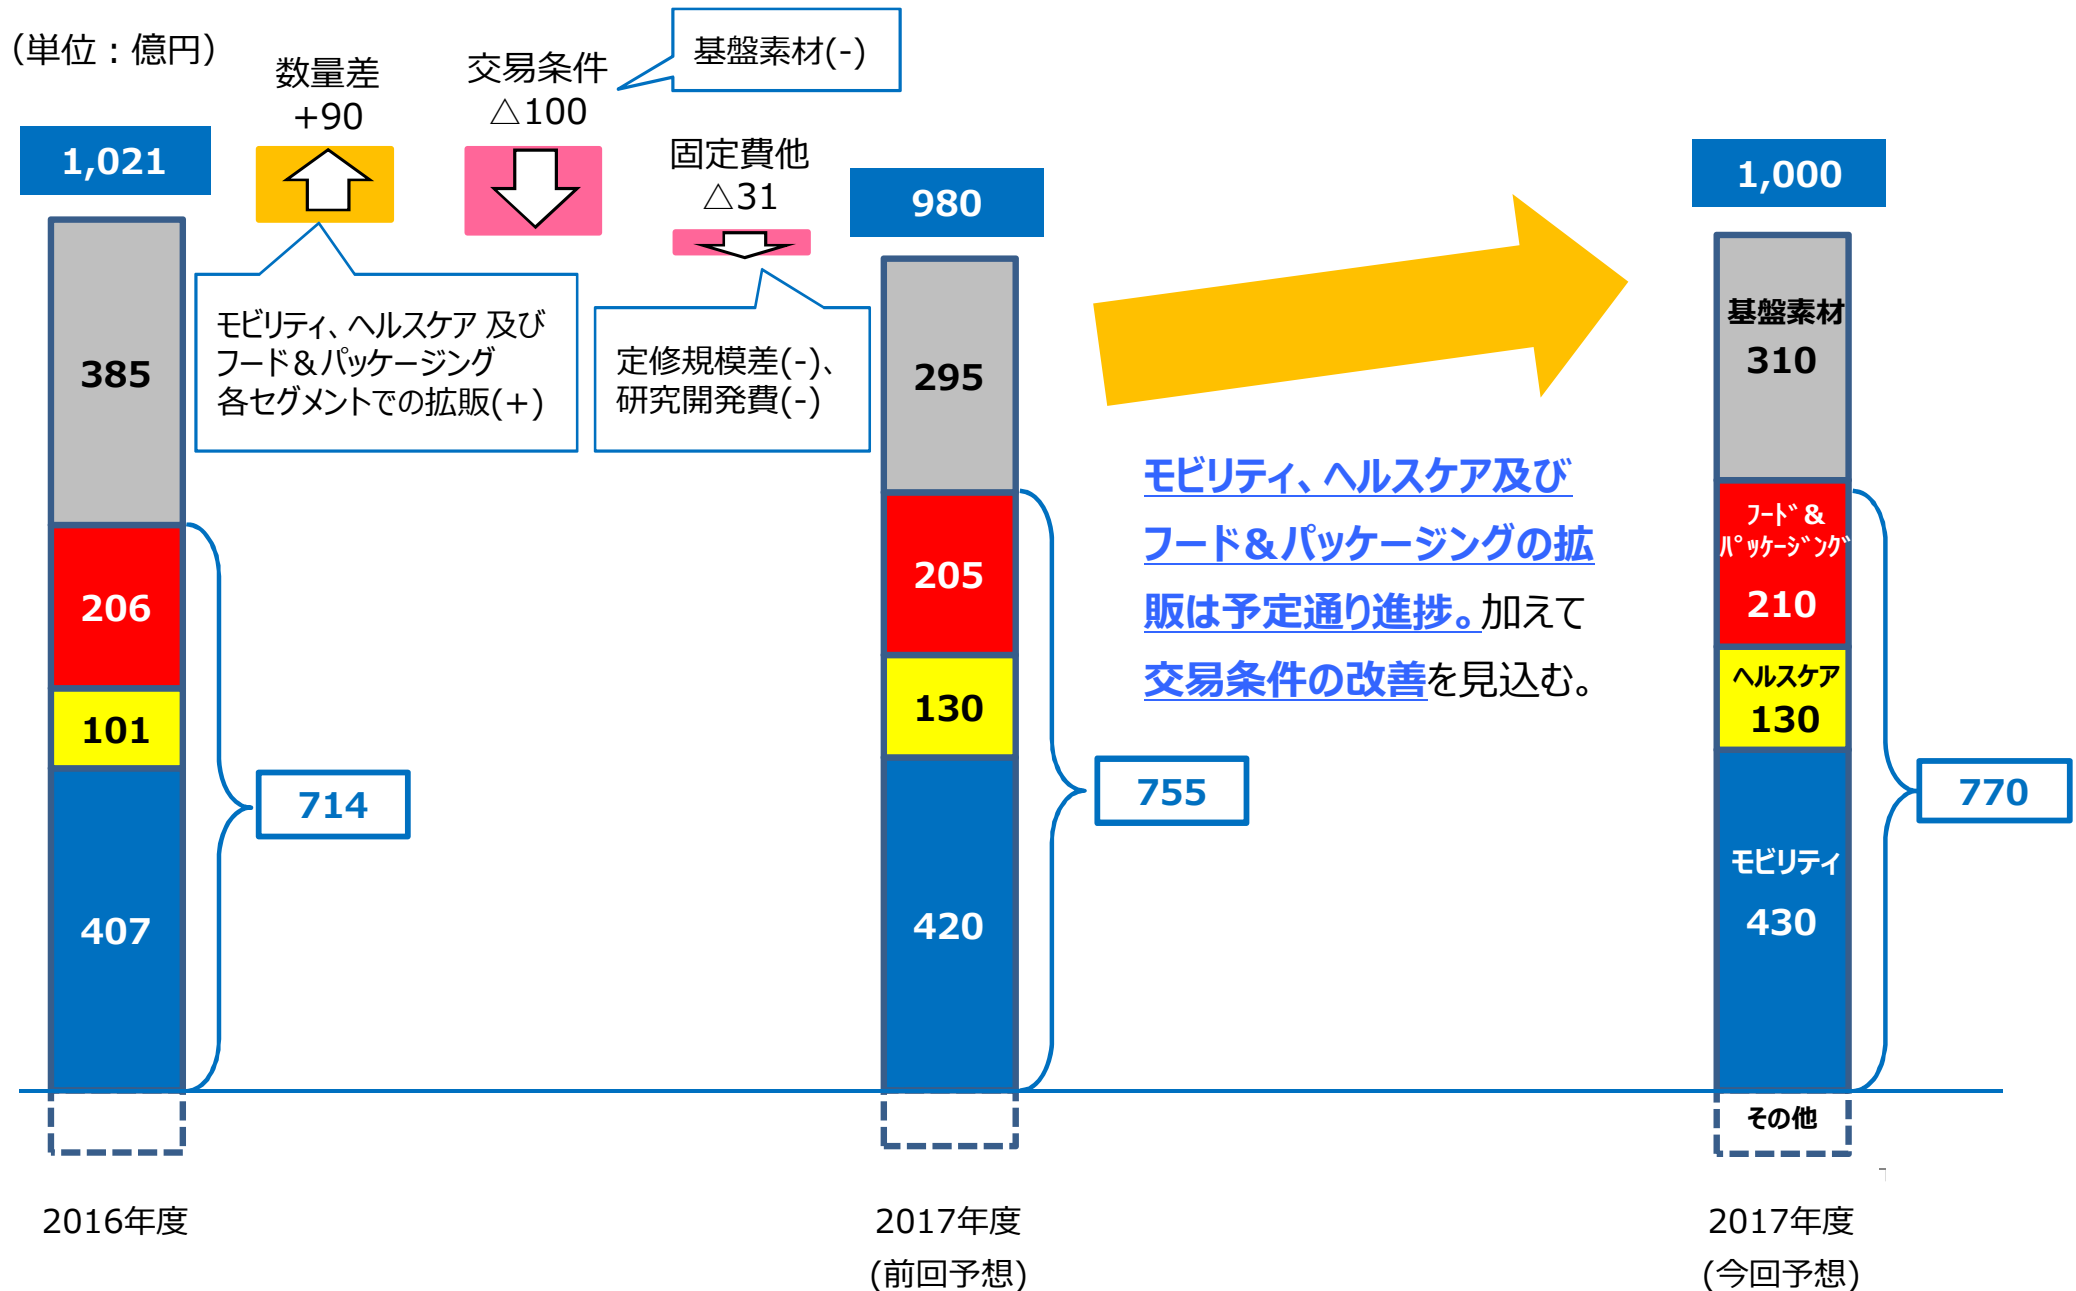 （単位：億円）
数量差
+90
交易条件
△100
基盤素材(-)
固定費他
△31
1,021
980
1,000
モビリティ、ヘルスケア 及び
フード＆パッケージング
各セグメントでの拡販(+)
定修規模差(-)、
研究開発費(-)
385
206
101
407
714
295
205
130
420
755
モビリティ、ヘルスケア及び
フード＆パッケージングの拡
販は予定通り進捗。加えて
交易条件の改善を見込む。
基盤素材
310
ﾌｰﾄﾞ＆
ﾊﾟｯｹｰｼﾞﾝｸﾞ
210
ヘルスケア
130
モビリティ
430
770
その他
2016年度
2017年度
(前回予想)
2017年度
(今回予想)